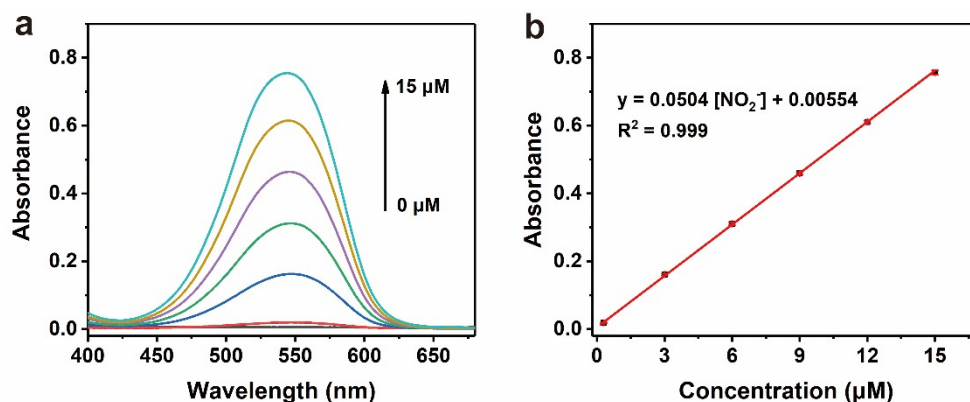 a
0.8
0.6
0.4
0.2
0.0
Absorbance
15 µM
0 µM
400 450 500 550 600 650
Wavelength (nm)
b
0.8
0.6
0.4
0.2
0.0
Absorbance
y = 0.0504 [NO₂⁻] + 0.00554
R² = 0.999
0 3 6 9 12 15
Concentration (µM)